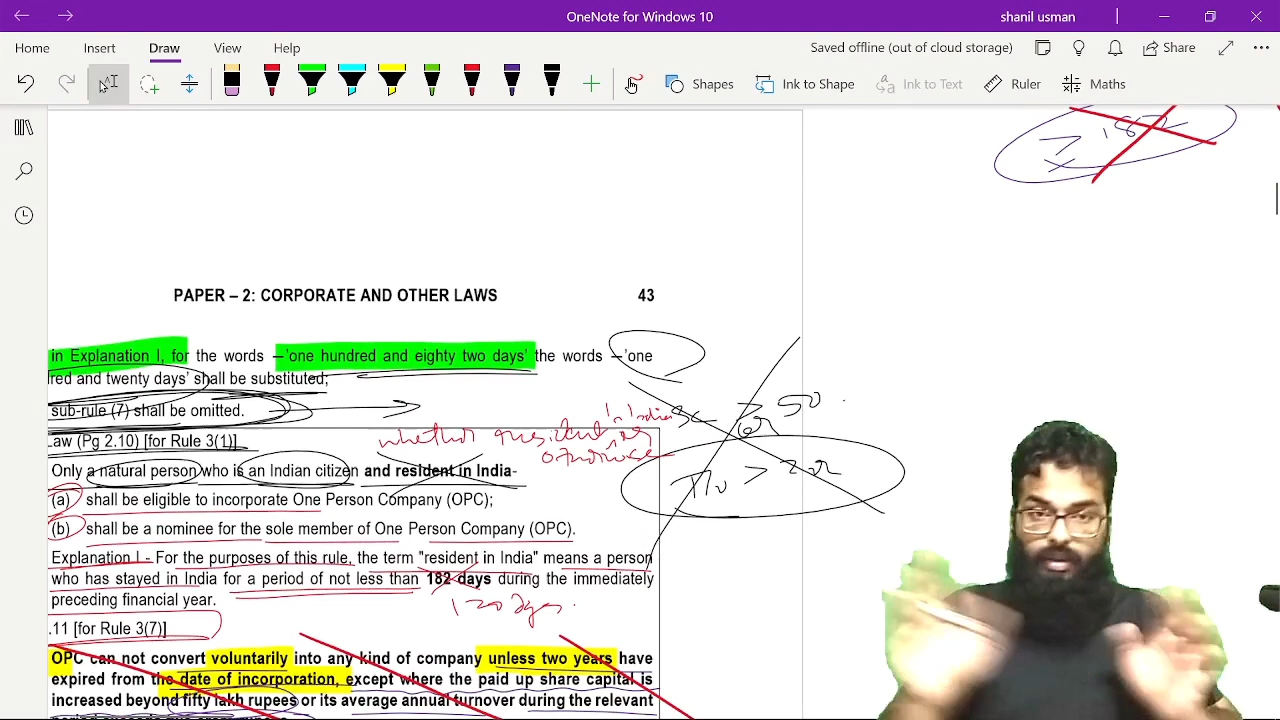 OneNote for Windows 10
shanil usman
Home Insert Draw View Help
Saved offline (out of cloud storage)
Share
Shapes
Ink to Shape
Ink to Text
Ruler
Maths
182
PAPER – 2: CORPORATE AND OTHER LAWS 43
in Explanation I, for the words –'one hundred and eighty two days' the words –'one
red and twenty days' shall be substituted;
sub-rule (7) shall be omitted.
Law (Pg 2.10) [for Rule 3(1)]
whether resident in India or
otherwise
50
Only a natural person who is an Indian citizen and resident in India-
(a) shall be eligible to incorporate One Person Company (OPC);
(b) shall be a nominee for the sole member of One Person Company (OPC).
Explanation I - For the purposes of this rule, the term "resident in India" means a person
who has stayed in India for a period of not less than 182 days during the immediately
preceding financial year.
120 days.
.11 [for Rule 3(7)]
OPC can not convert voluntarily into any kind of company unless two years have
expired from the date of incorporation, except where the paid up share capital is
increased beyond fifty lakh rupees or its average annual turnover during the relevant